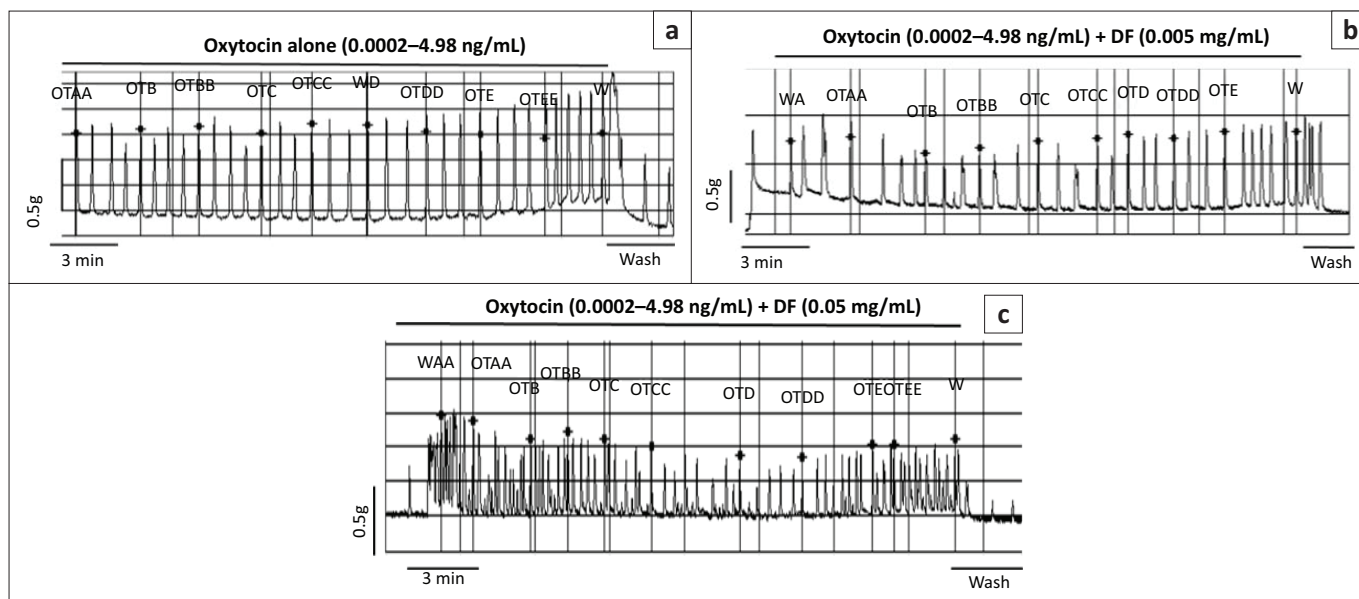 a
Oxytocin alone (0.0002–4.98 ng/mL)
OTAA OTB OTBB OTC OTCC WD OTDD OTE OTEE W
0.5g
3 min
Wash
b
Oxytocin (0.0002–4.98 ng/mL) + DF (0.005 mg/mL)
WA OTAA OTB OTBB OTC OTCC OTD OTDD OTE W
0.5g
3 min
Wash
c
Oxytocin (0.0002–4.98 ng/mL) + DF (0.05 mg/mL)
WAA OTAA OTB OTBB OTC OTCC OTD OTDD OTE OTEE W
0.5g
3 min
Wash